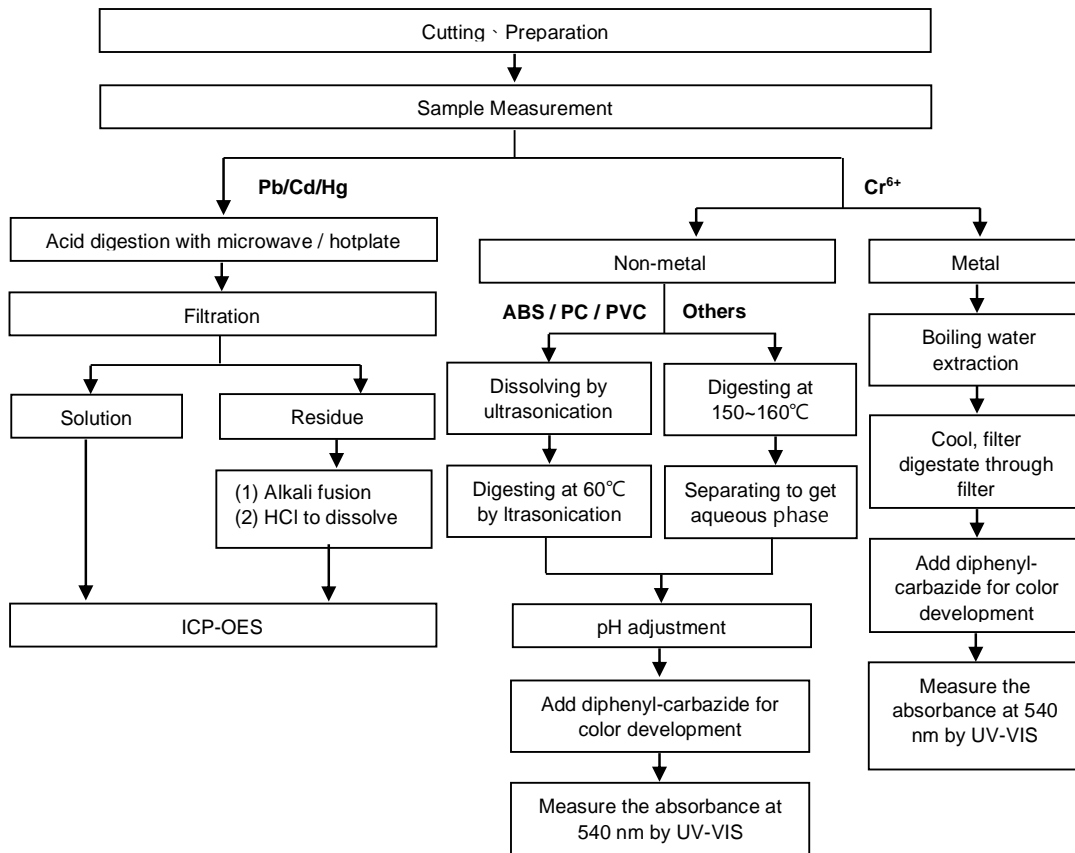 Cutting、Preparation
Sample Measurement
Pb/Cd/Hg
Cr⁶⁺
Acid digestion with microwave / hotplate
Filtration
Solution
Residue
(1) Alkali fusion
(2) HCl to dissolve
ICP-OES
Non-metal
ABS / PC / PVC
Others
Dissolving by
ultrasonication
Digesting at 60℃
by ltrasonication
Digesting at
150~160℃
Separating to get
aqueous phase
pH adjustment
Add diphenyl-carbazide for
color development
Measure the absorbance at
540 nm by UV-VIS
Metal
Boiling water
extraction
Cool, filter
digestate through
filter
Add diphenyl-
carbazide for color
development
Measure the
absorbance at 540
nm by UV-VIS